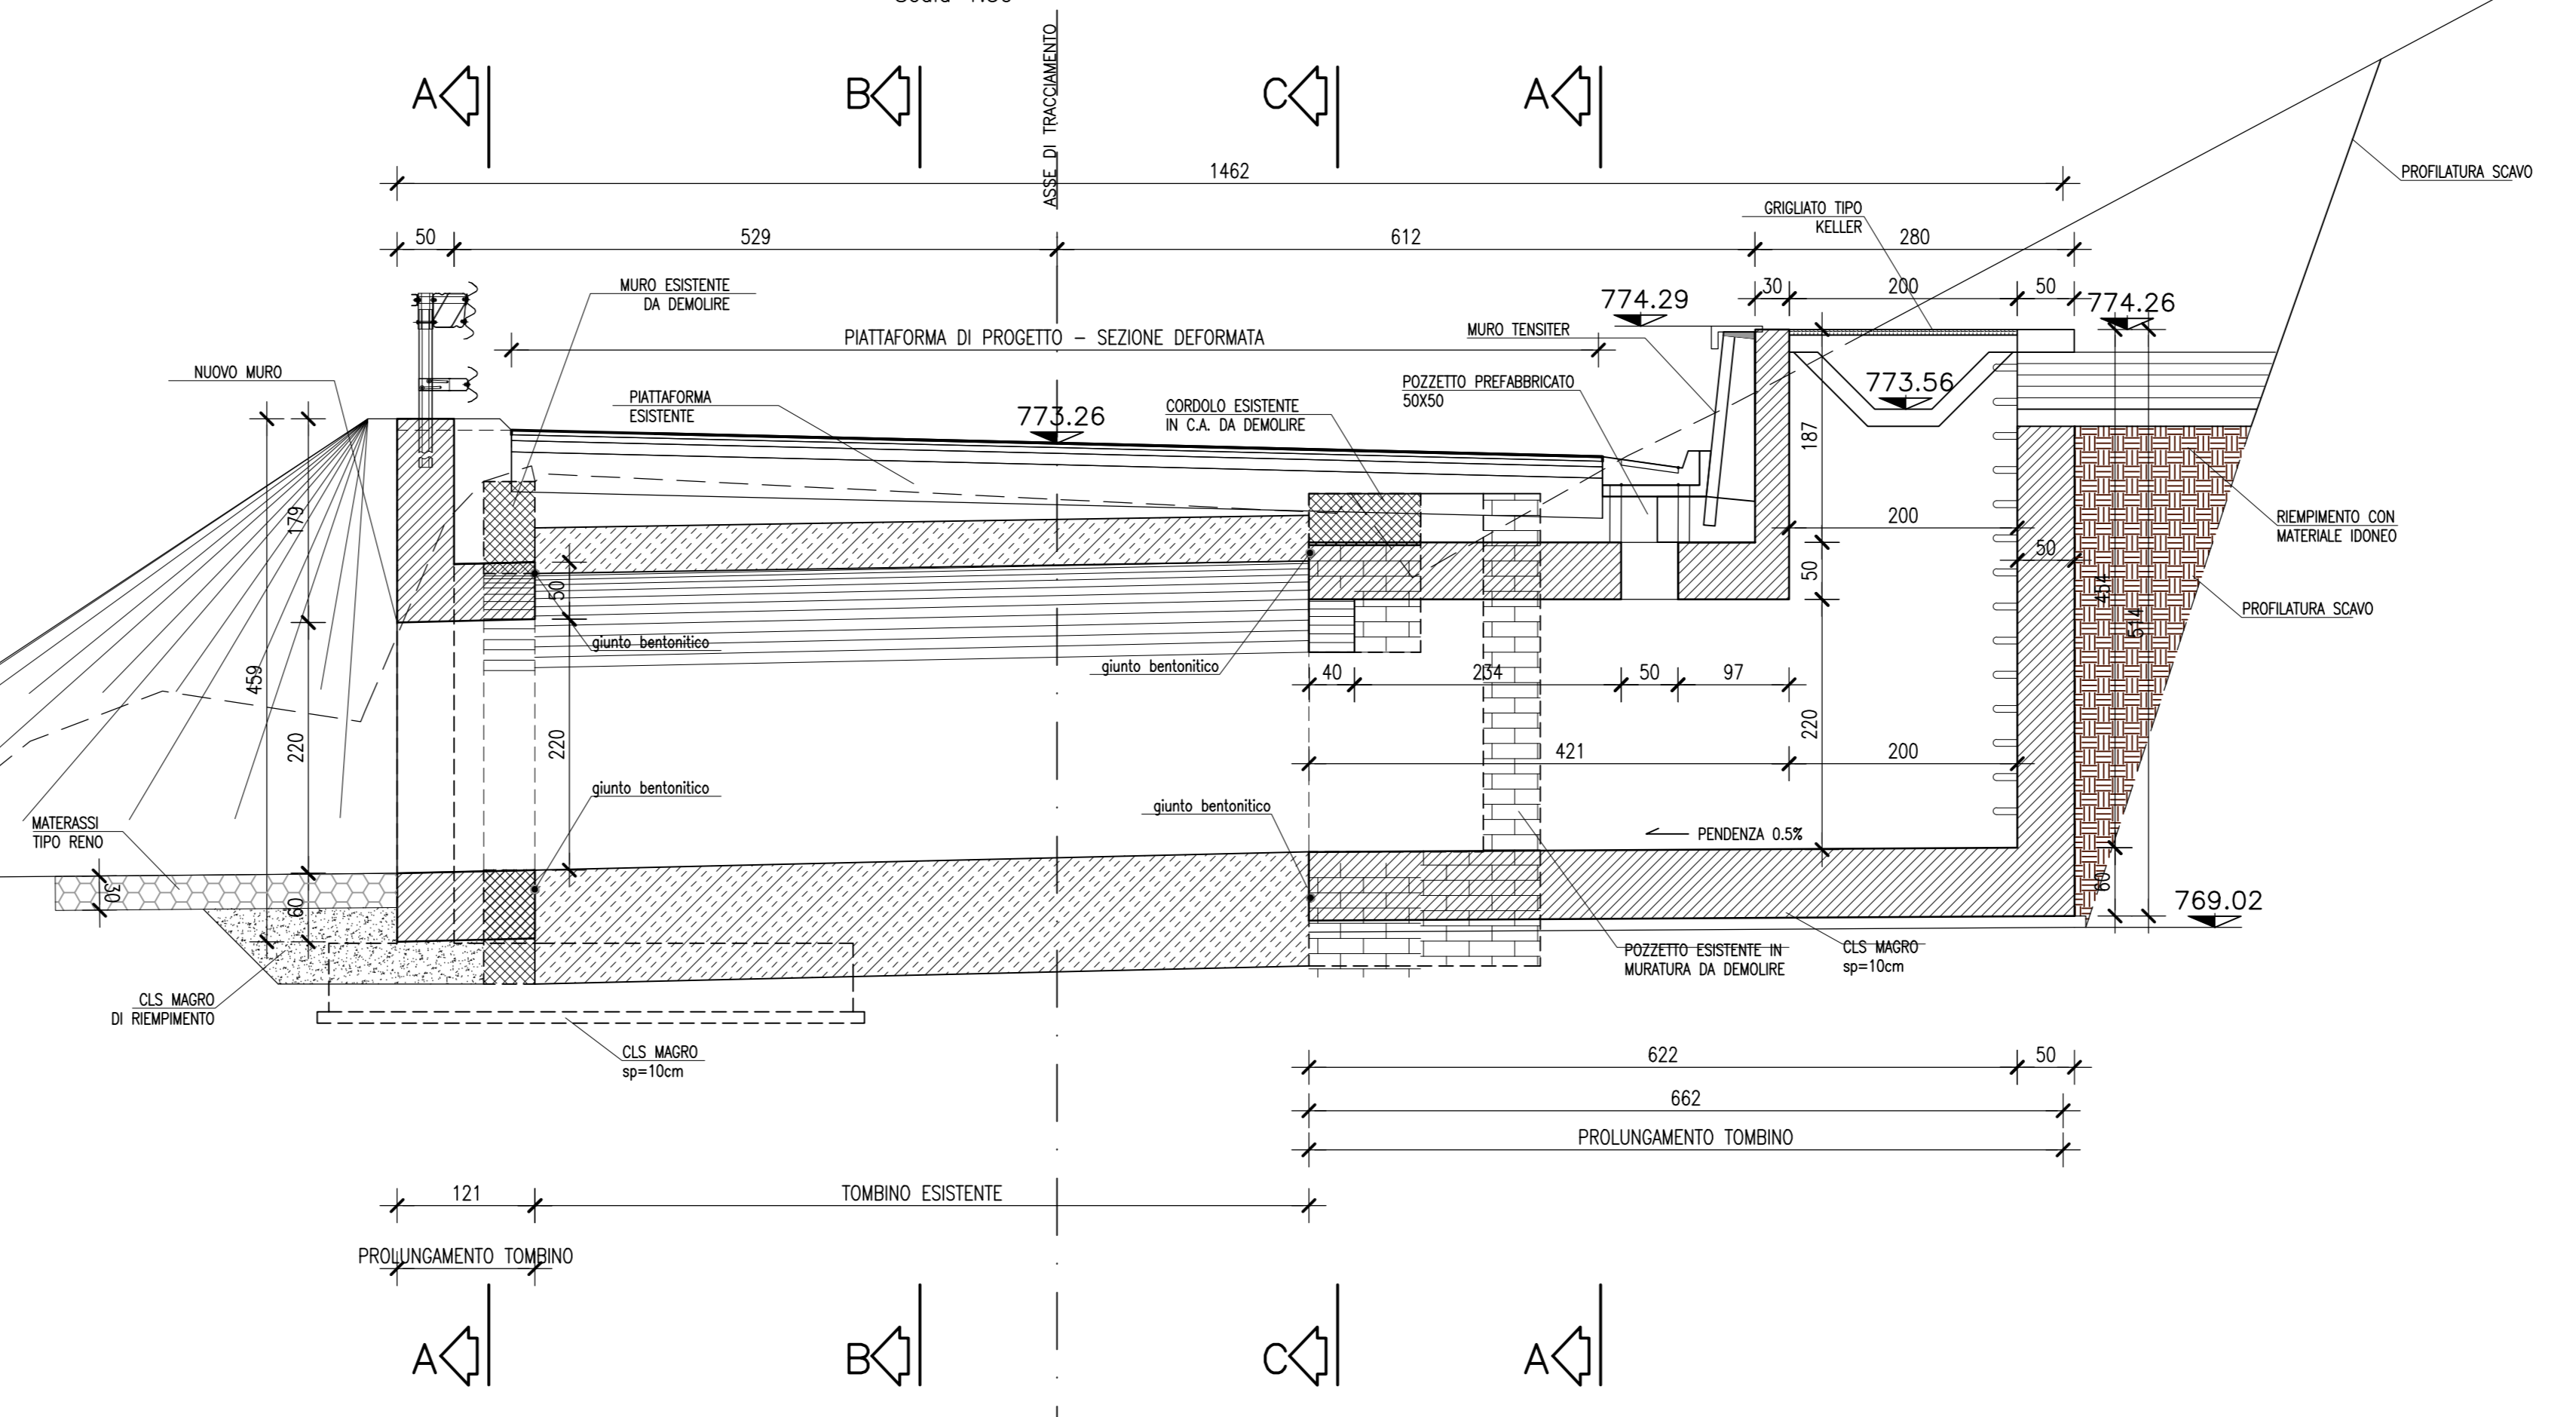 ASSE DI TRACCIAMENTO
A
B
C
A
1462
PROFILATURA SCAVO
GRIGLIATO TIPO
KELLER
50
529
612
280
MURO ESISTENTE
DA DEMOLIRE
30
200
50
774.29
774.26
MURO TENSITER
PIATTAFORMA DI PROGETTO – SEZIONE DEFORMATA
NUOVO MURO
POZZETTO PREFABBRICATO
50X50
773.56
PIATTAFORMA
ESISTENTE
CORDOLO ESISTENTE
IN C.A. DA DEMOLIRE
773.26
187
179
200
RIEMPIMENTO CON
MATERIALE IDONEO
50
50
50
454
514
PROFILATURA SCAVO
giunto bentonitico
giunto bentonitico
459
40
234
50
97
220
220
220
421
200
giunto bentonitico
giunto bentonitico
MATERASSI
TIPO RENO
PENDENZA 0.5%
30
60
60
769.02
POZZETTO ESISTENTE IN
MURATURA DA DEMOLIRE
CLS MAGRO
sp=10cm
CLS MAGRO
DI RIEMPIMENTO
CLS MAGRO
sp=10cm
622
50
662
PROLUNGAMENTO TOMBINO
121
TOMBINO ESISTENTE
PROLUNGAMENTO TOMBINO
A
B
C
A